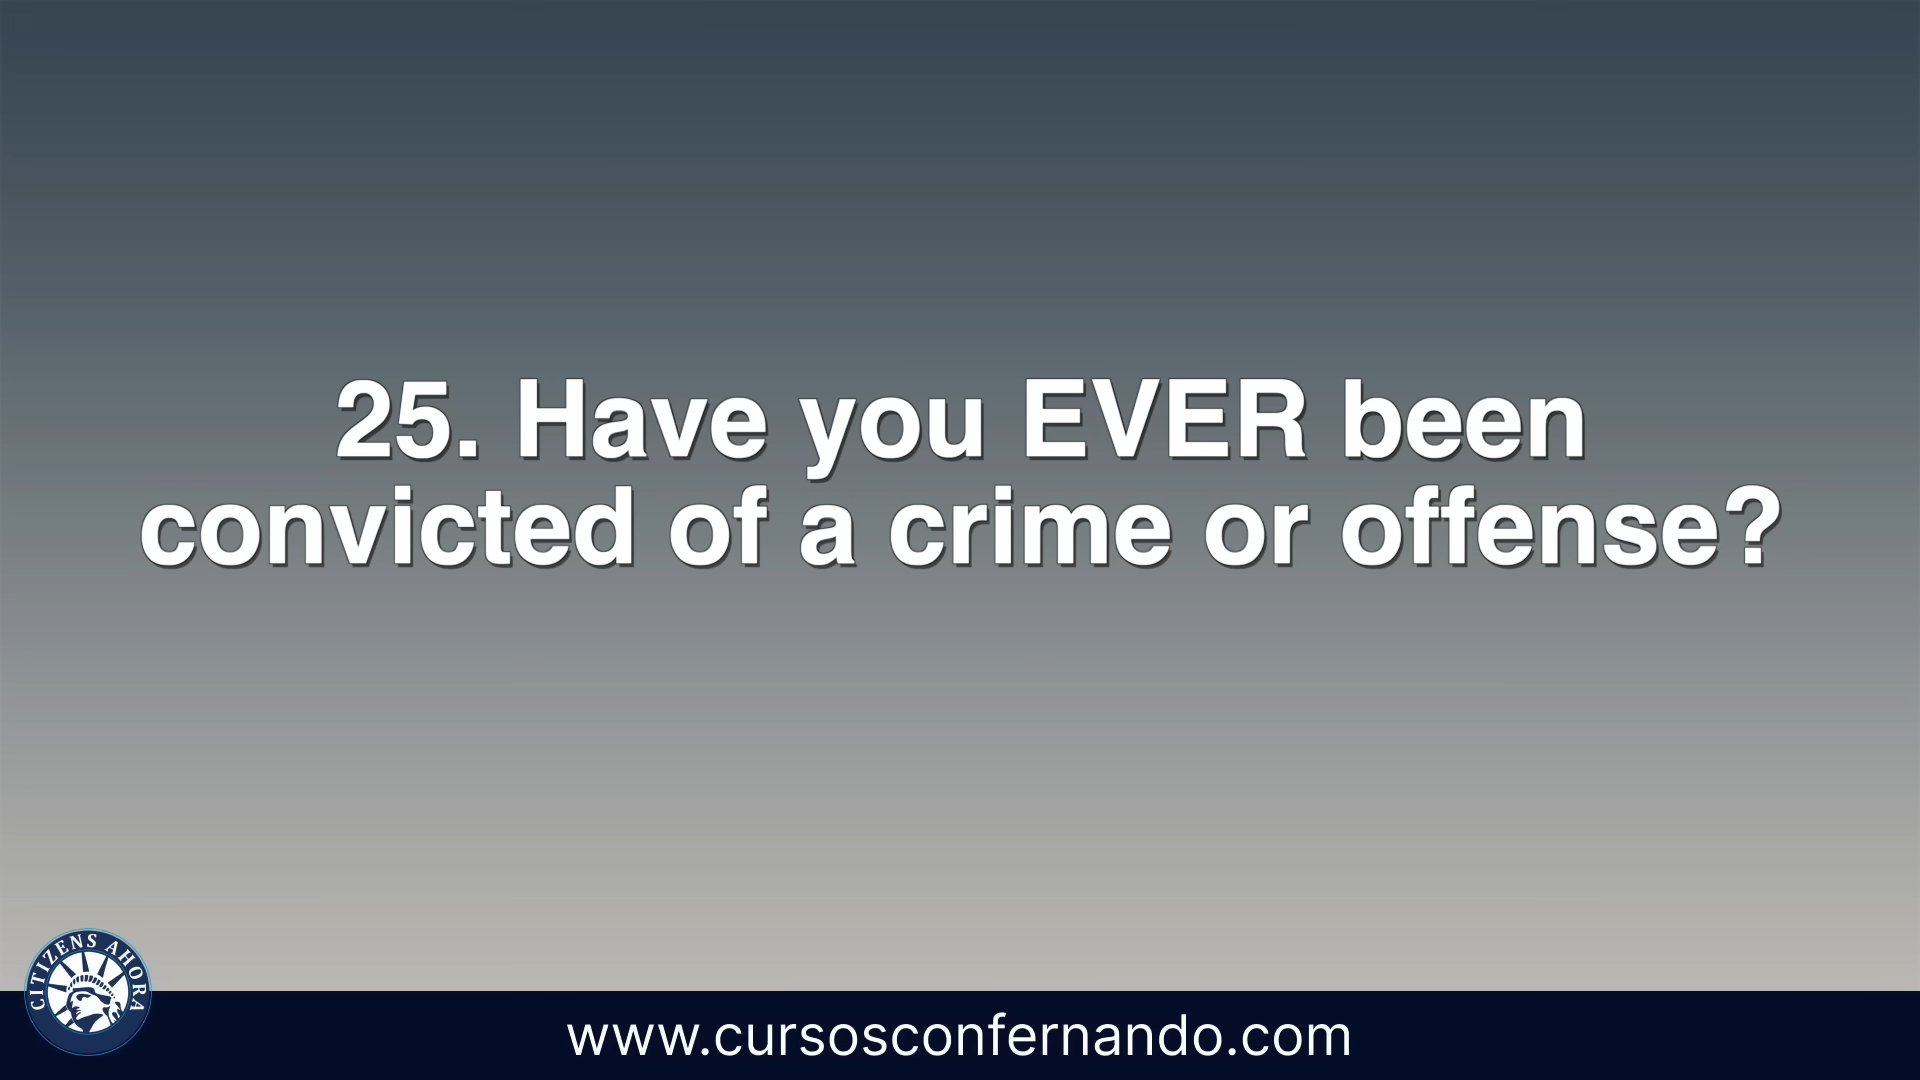 25. Have you EVER been
convicted of a crime or offense?
CITIZENS AHORA
www.cursosconfernando.com